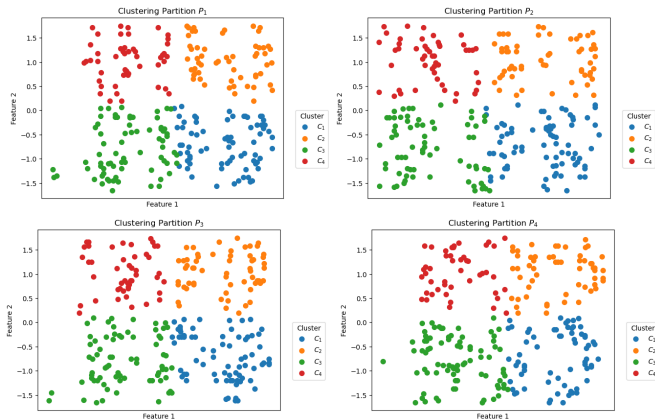 Clustering Partition P₁
Feature 2
1.5
1.0
0.5
0.0
−0.5
−1.0
−1.5
Feature 1
Cluster
C₁
C₂
C₃
C₄
Clustering Partition P₂
Feature 2
1.5
1.0
0.5
0.0
−0.5
−1.0
−1.5
Feature 1
Cluster
C₁
C₂
C₃
C₄
Clustering Partition P₃
Feature 2
1.5
1.0
0.5
0.0
−0.5
−1.0
−1.5
Feature 1
Cluster
C₁
C₂
C₃
C₄
Clustering Partition P₄
Feature 2
1.5
1.0
0.5
0.0
−0.5
−1.0
−1.5
Feature 1
Cluster
C₁
C₂
C₃
C₄